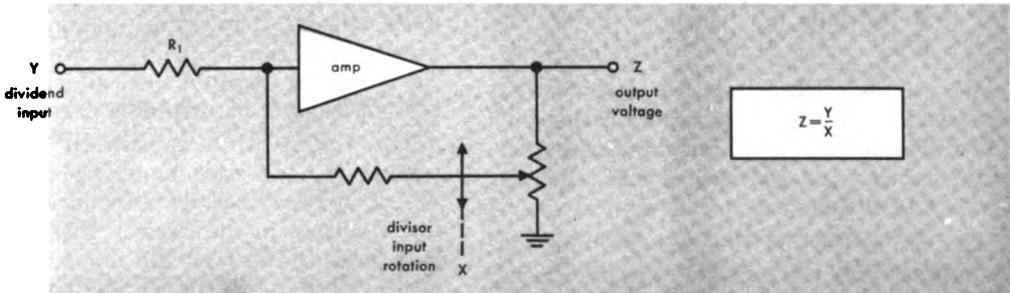 R₁
Y
dividend
input
amp
Z
output
voltage
Z=Y/X
divisor
input
rotation
X